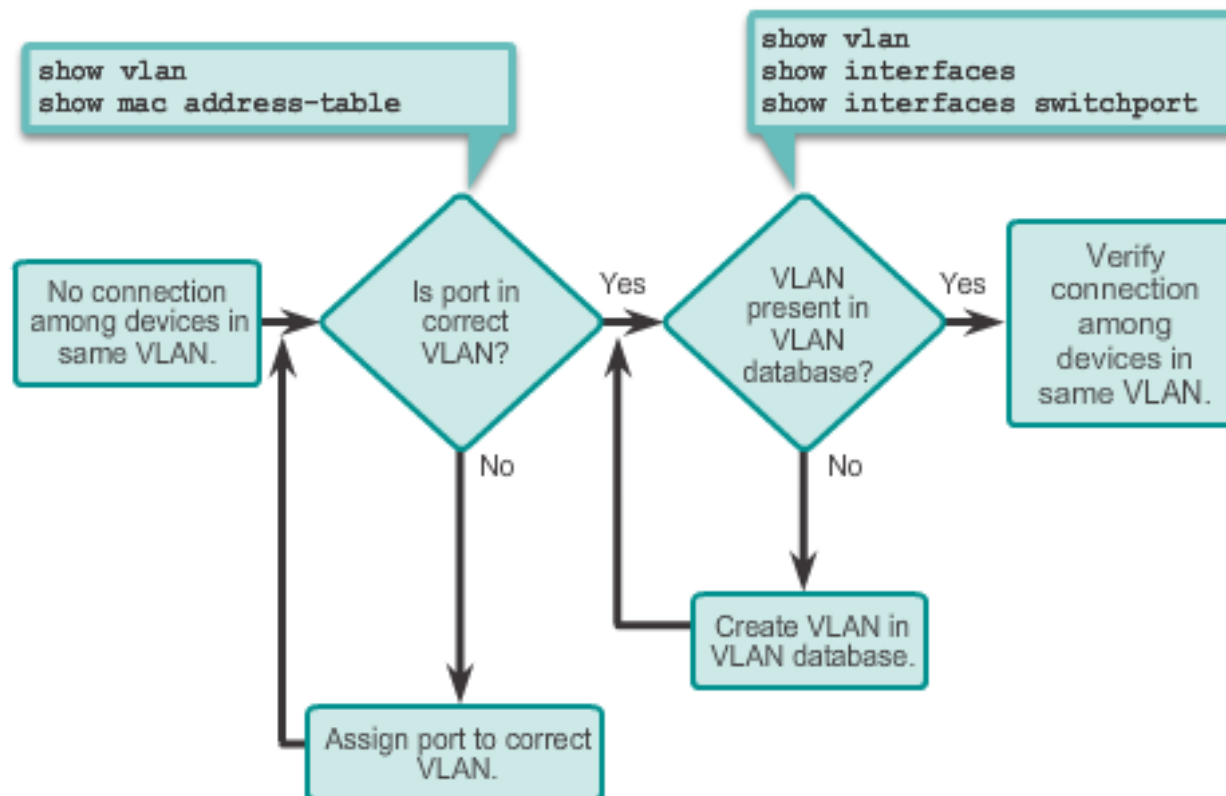 show vlan
show mac address-table
show vlan
show interfaces
show interfaces switchport
No connection
among devices in
same VLAN.
Is port in
correct
VLAN?
Yes
VLAN
present in
VLAN
database?
Yes
Verify
connection
among
devices in
same VLAN.
No
No
Create VLAN in
VLAN database.
Assign port to correct
VLAN.